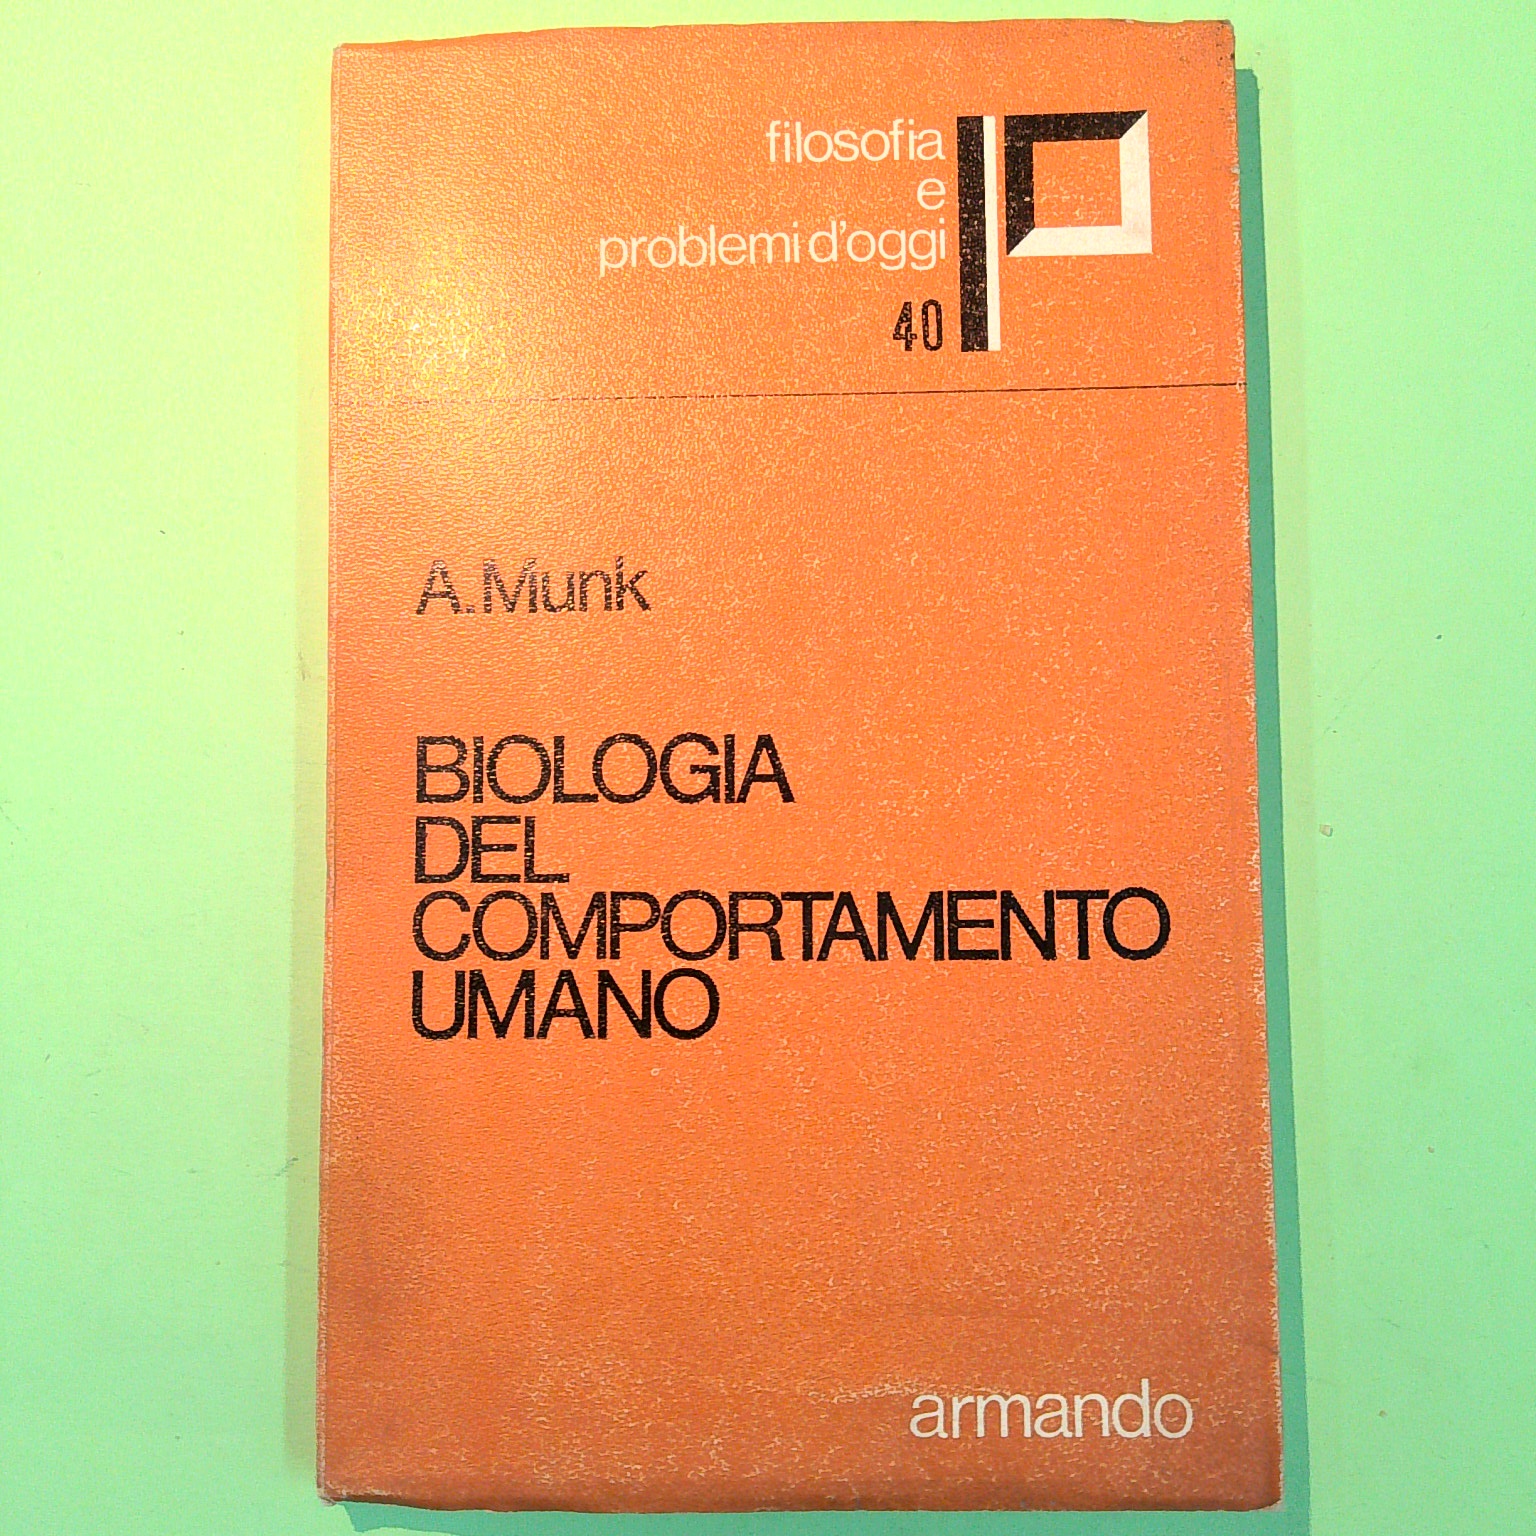 filosofia
e
problemi d'oggi
40
A. Munk
BIOLOGIA
DEL
COMPORTAMENTO
UMANO
armando